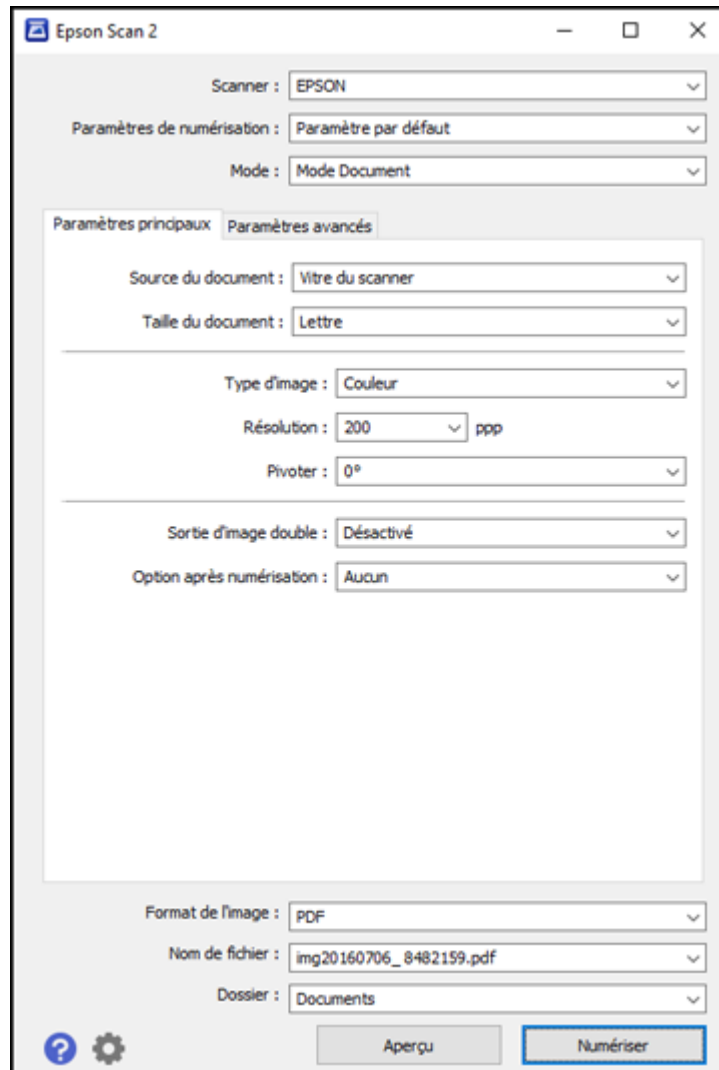 Epson Scan 2
Scanner : EPSON
Paramètres de numérisation : Paramètre par défaut
Mode : Mode Document
Paramètres principaux Paramètres avancés
Source du document : Vitre du scanner
Taille du document : Lettre
Type d'image : Couleur
Résolution : 200 ppp
Pivoter : 0°
Sortie d'image double : Désactivé
Option après numérisation : Aucun
Format de l'image : PDF
Nom de fichier : img20160706_8482159.pdf
Dossier : Documents
? Aperçu Numériser